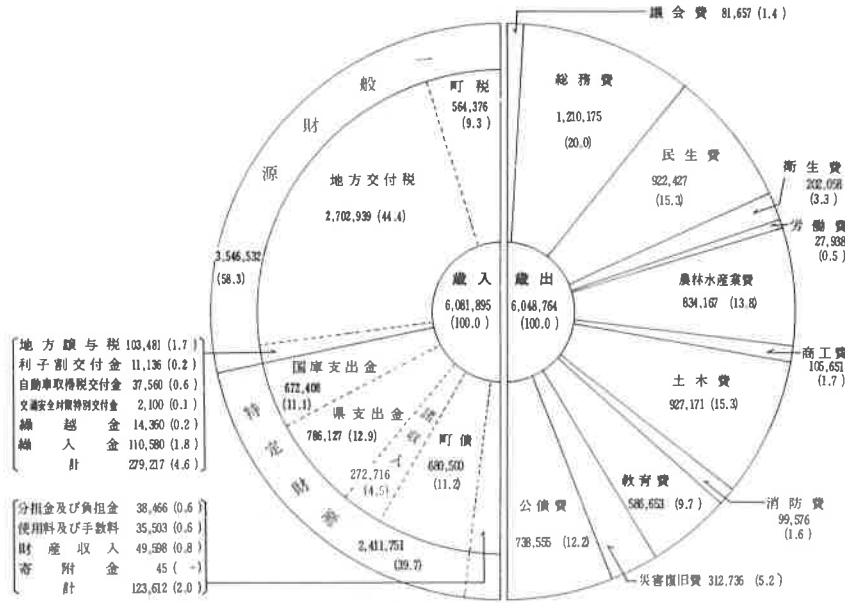 議会費 81,657 (1.4)
総務費
1,210,175
(20.0)
民生費
922,427
(15.3)
衛生費
202,058
(3.3)
労働費
27,938
(0.5)
農林水産業費
834,167 (13.8)
商工費
105,651
(1.7)
土木費
927,171 (15.3)
消防費
99,576
(1.6)
教育費
586,653 (9.7)
災害復旧費 312,736 (5.2)
公債費
738,555 (12.2)
歳出
6,048,764
(100.0)
歳入
6,081,895
(100.0)
一般財源
3,546,532
(58.3)
町税
564,376
(9.3)
地方交付税
2,702,939 (44.4)
地方譲与税 103,481 (1.7)
利子割交付金 11,136 (0.2)
自動車取得税交付金 37,560 (0.6)
交通安全対策特別交付金 2,100 (0.1)
繰越金 14,360 (0.2)
繰入金 110,580 (1.8)
計 279,217 (4.6)
国庫支出金
672,408
(11.1)
県支出金
786,127 (12.9)
諸収入
272,716
(4.5)
町債
680,500
(11.2)
特定財源
2,411,751
(39.7)
分担金及び負担金 38,466 (0.6)
使用料及び手数料 35,503 (0.6)
財産収入 49,598 (0.8)
寄附金 45 ( - )
計 123,612 (2.0)